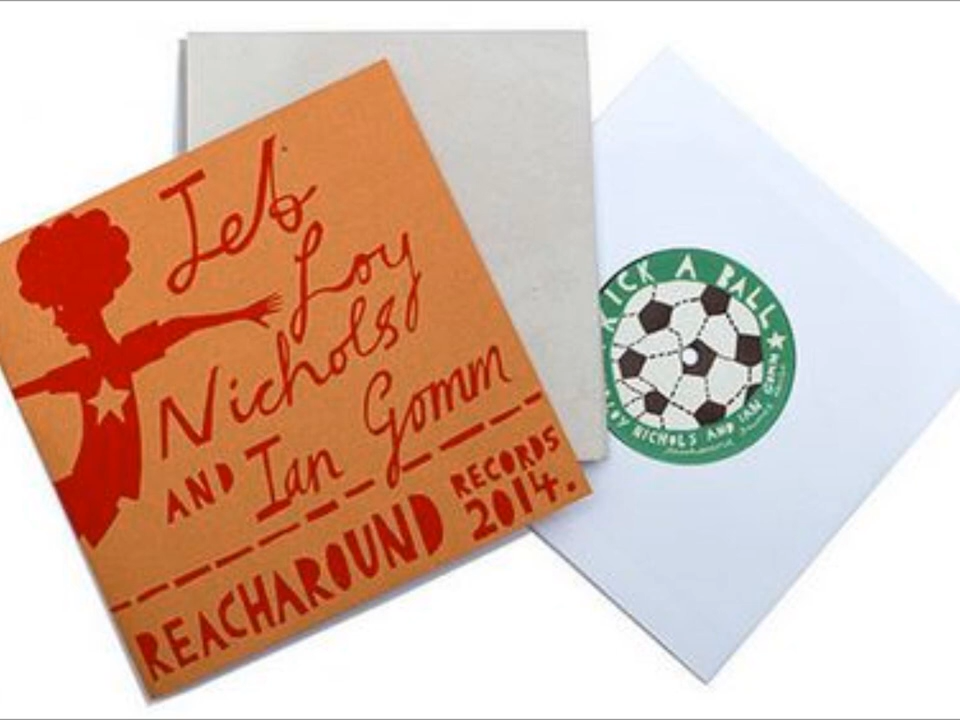 Jeb
Loy
Nichols
AND Ian Gomm
REACHAROUND RECORDS
2014.
KICK A BALL
LOY NICHOLS AND IAN GOMM